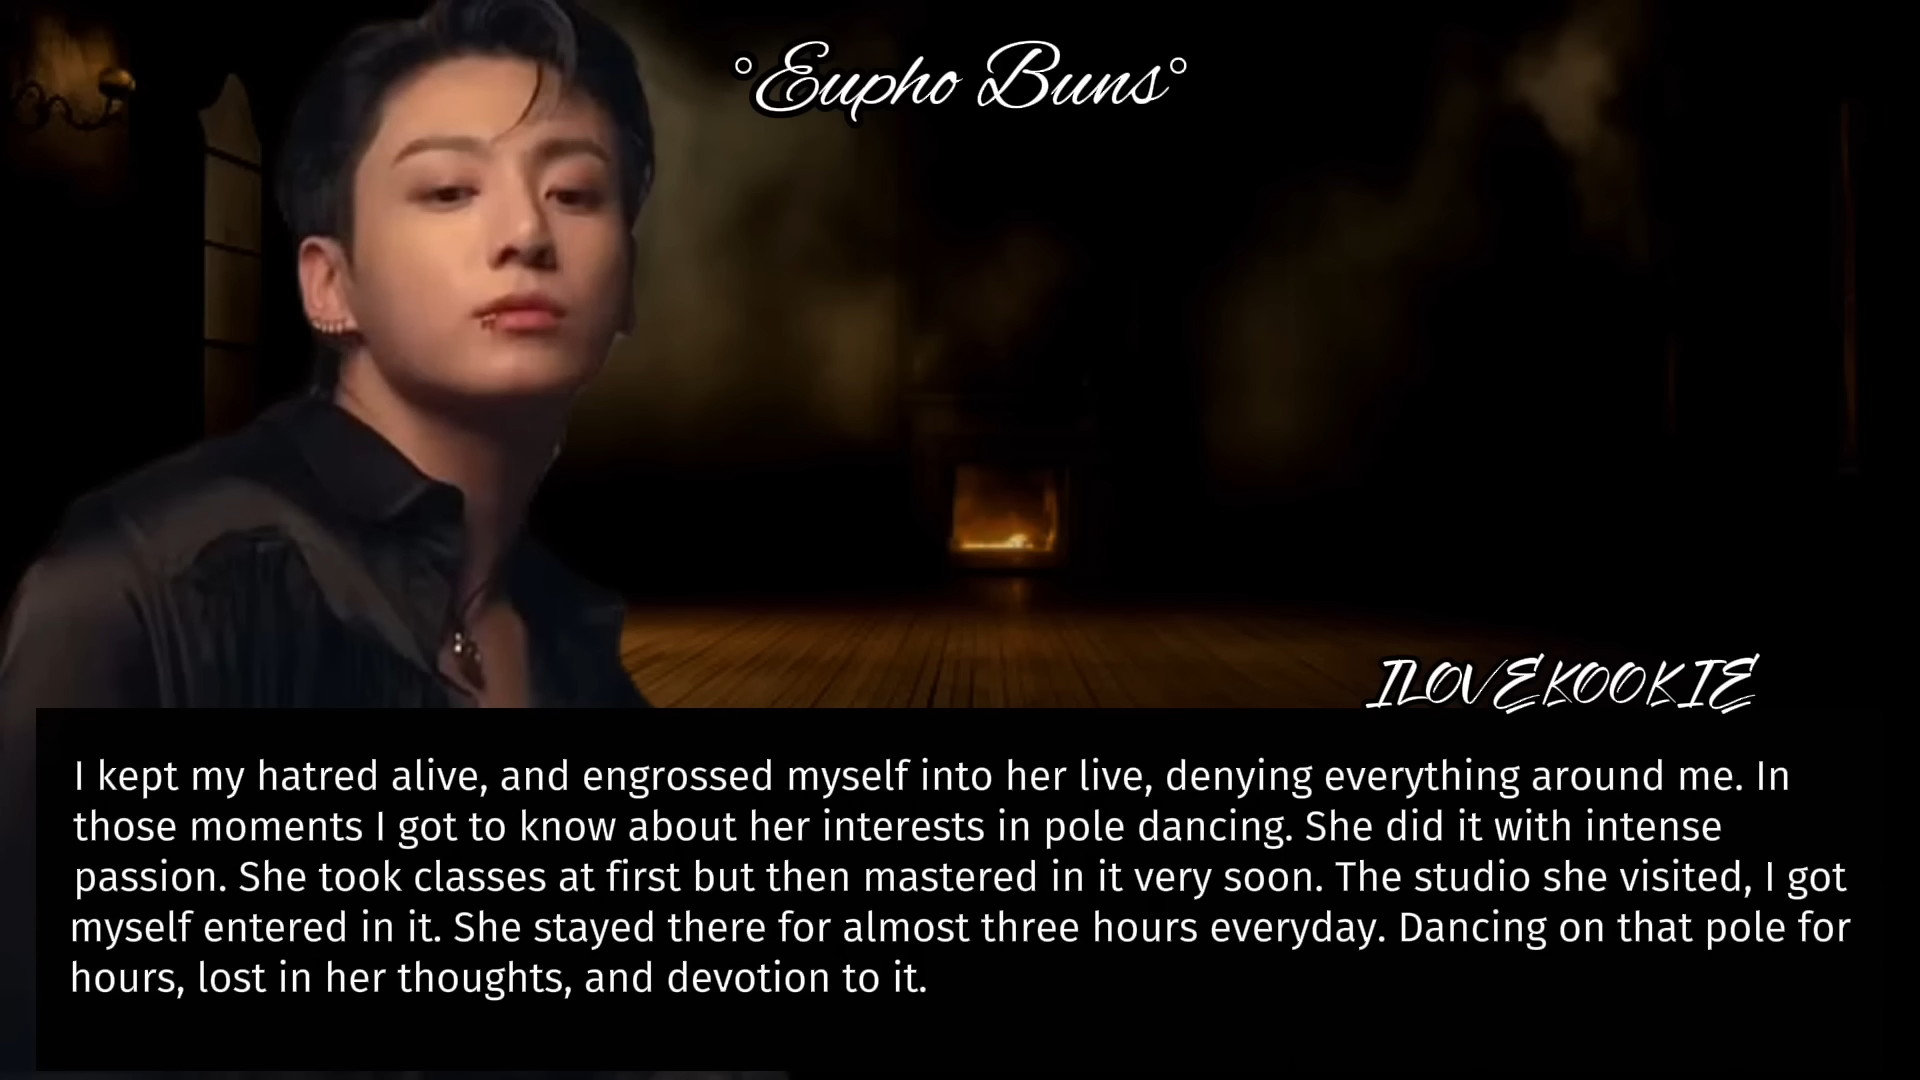 °Eupho Buns°
ILOVEKOOKIE
I kept my hatred alive, and engrossed myself into her live, denying everything around me. In
those moments I got to know about her interests in pole dancing. She did it with intense
passion. She took classes at first but then mastered in it very soon. The studio she visited, I got
myself entered in it. She stayed there for almost three hours everyday. Dancing on that pole for
hours, lost in her thoughts, and devotion to it.